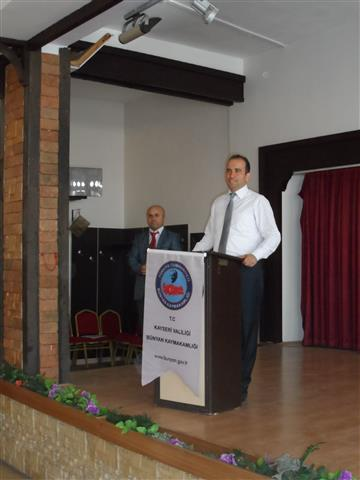 T.C
KAYSERİ VALİLİĞİ
BÜNYAN KAYMAKAMLIĞI
www.bunyan.gov.tr